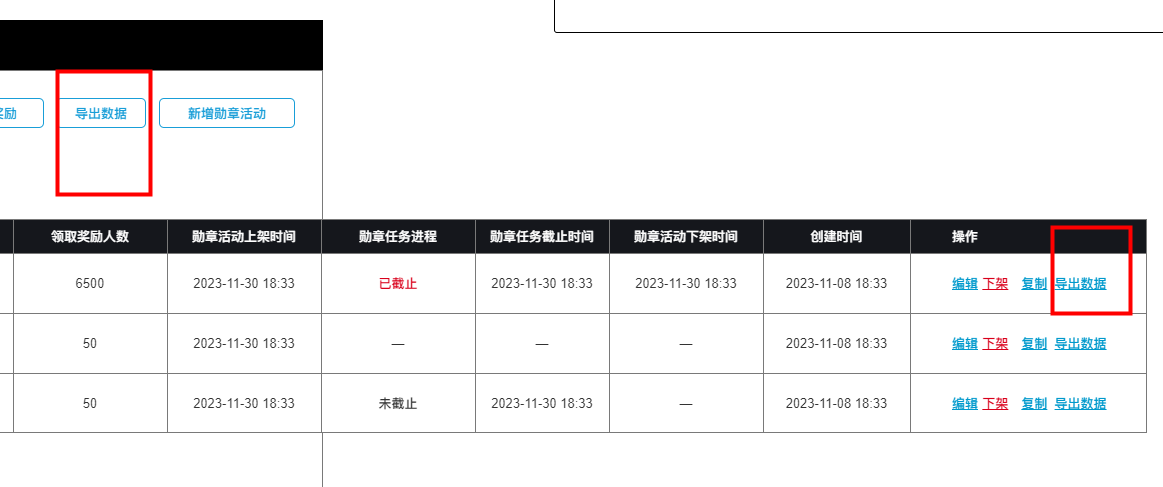 奖励 导出数据 新增勋章活动
领取奖励人数 勋章活动上架时间 勋章任务进程 勋章任务截止时间 勋章活动下架时间 创建时间 操作
6500 2023-11-30 18:33 已截止 2023-11-30 18:33 2023-11-30 18:33 2023-11-08 18:33 编辑 下架 复制 导出数据
50 2023-11-30 18:33 — — — 2023-11-08 18:33 编辑 下架 复制 导出数据
50 2023-11-30 18:33 未截止 2023-11-30 18:33 — 2023-11-08 18:33 编辑 下架 复制 导出数据